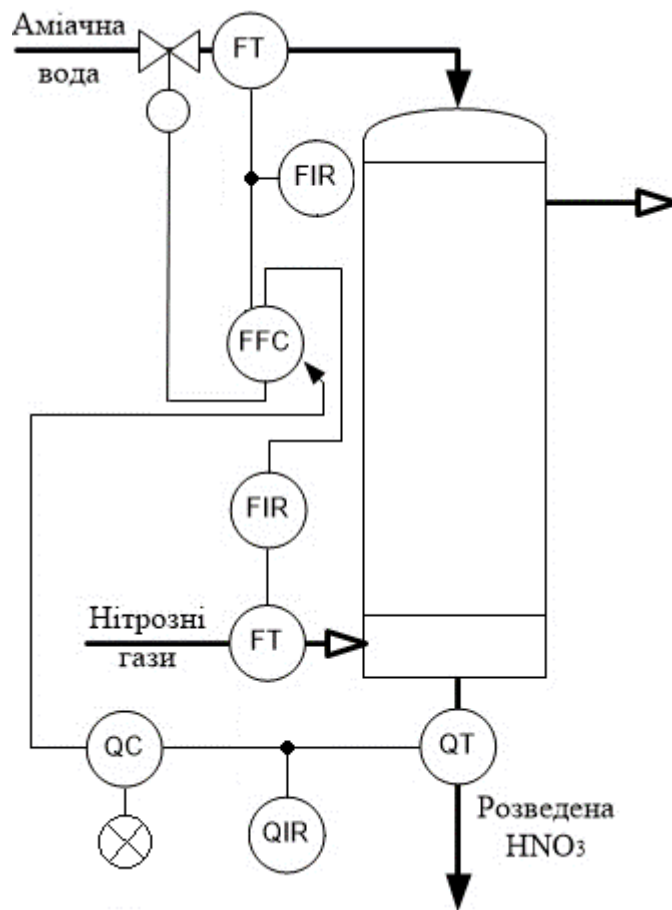 Аміачна
вода
FT
FIR
FFC
FIR
Нітрозні
гази
FT
QC
QT
QIR
Розведена
HNO3